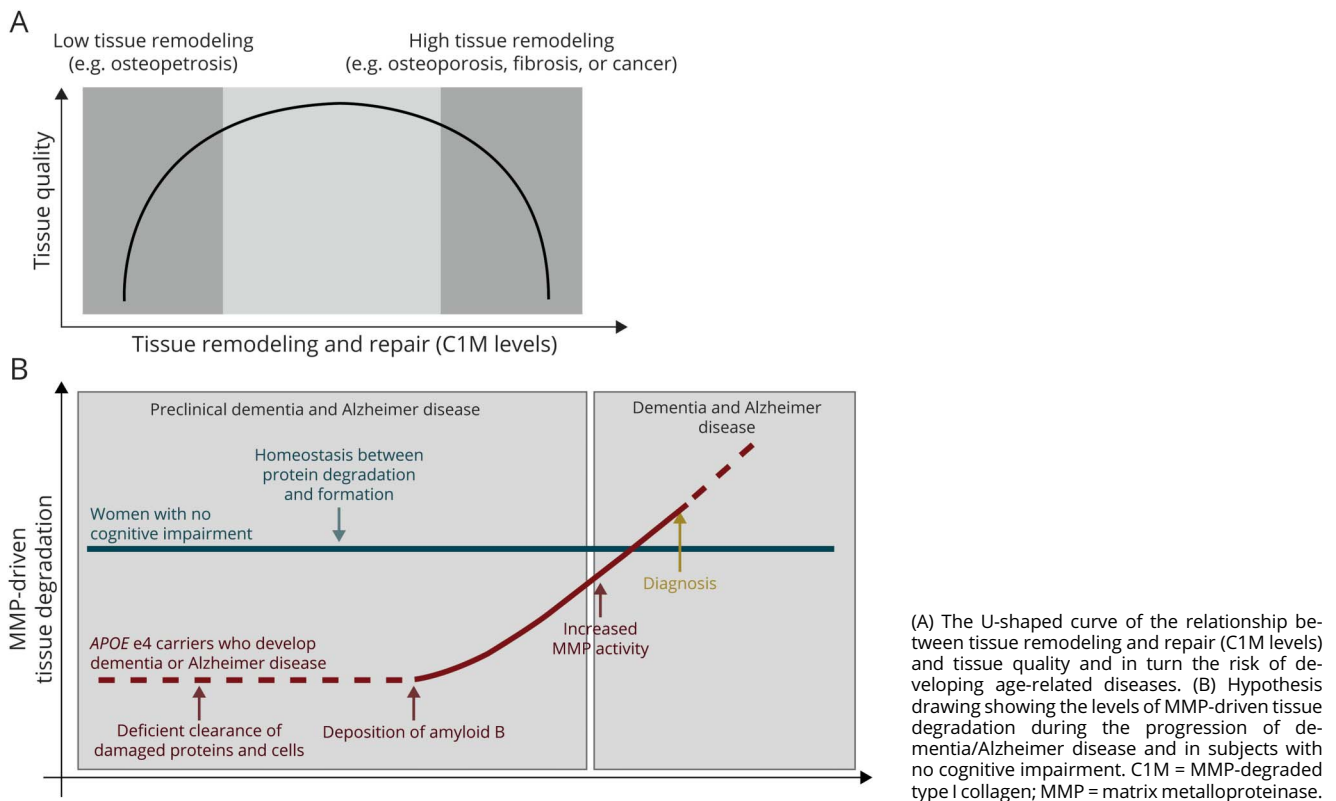 A
Low tissue remodeling
(e.g. osteopetrosis)
High tissue remodeling
(e.g. osteoporosis, fibrosis, or cancer)
Tissue quality
Tissue remodeling and repair (C1M levels)
B
Preclinical dementia and Alzheimer disease
Dementia and Alzheimer
disease
Homeostasis between
protein degradation
and formation
Women with no
cognitive impairment
MMP-driven
tissue degradation
Diagnosis
Increased
MMP activity
APOE e4 carriers who develop
dementia or Alzheimer disease
Deficient clearance of
damaged proteins and cells
Deposition of amyloid B
(A) The U-shaped curve of the relationship be-
tween tissue remodeling and repair (C1M levels)
and tissue quality and in turn the risk of de-
veloping age-related diseases. (B) Hypothesis
drawing showing the levels of MMP-driven tissue
degradation during the progression of de-
mentia/Alzheimer disease and in subjects with
no cognitive impairment. C1M = MMP-degraded
type I collagen; MMP = matrix metalloproteinase.